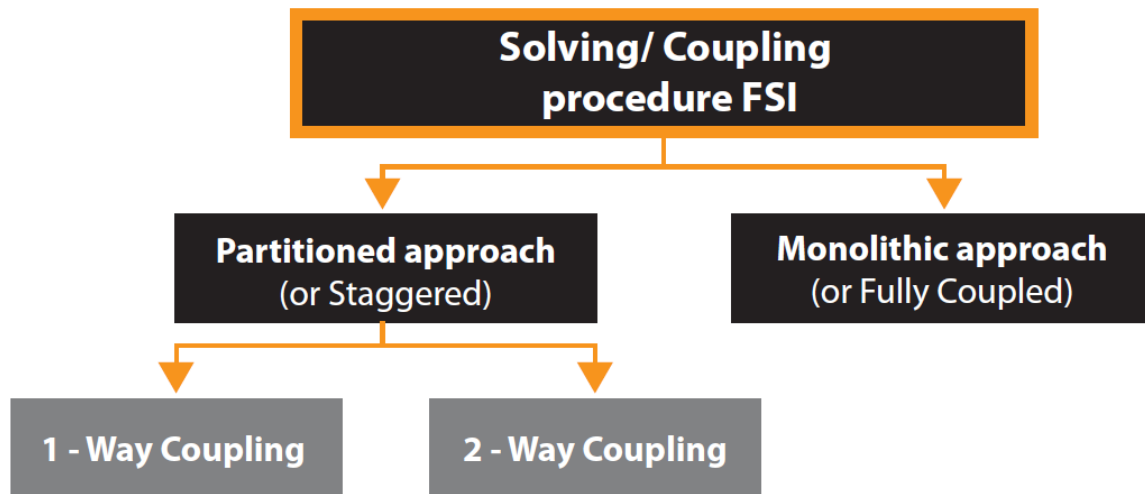 Solving/ Coupling
procedure FSI
Partitioned approach
(or Staggered)
Monolithic approach
(or Fully Coupled)
1 - Way Coupling
2 - Way Coupling